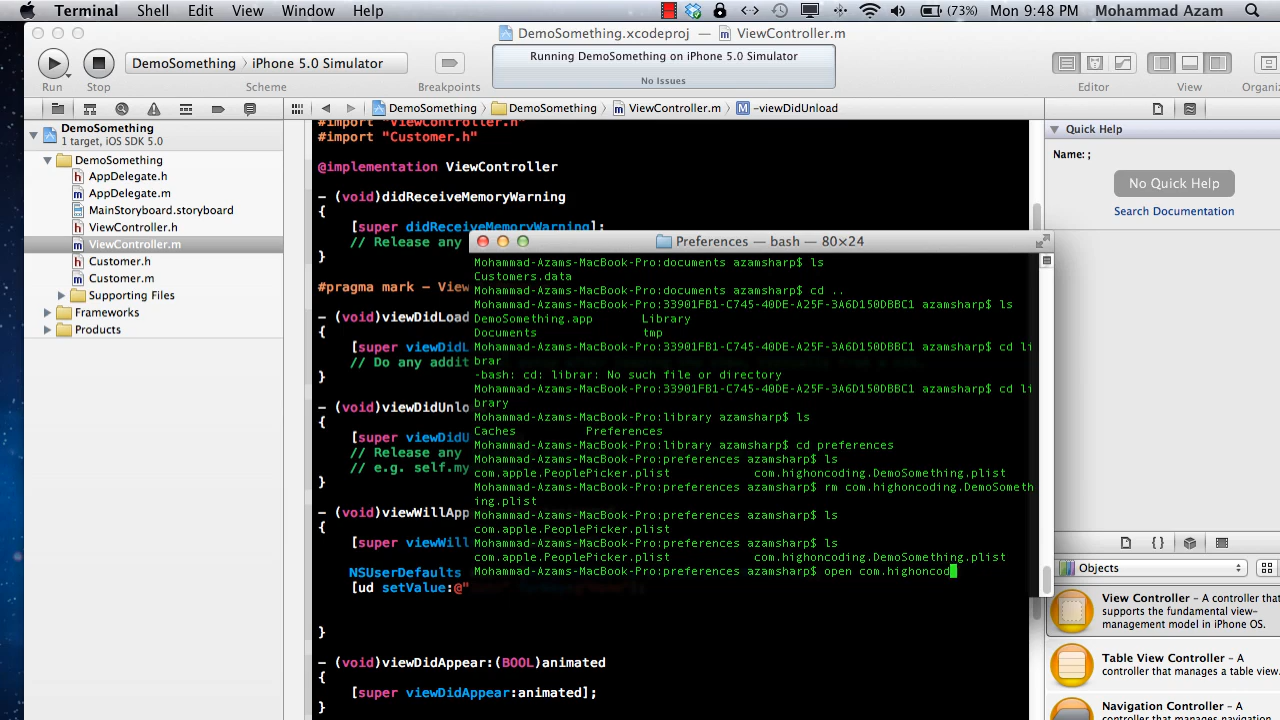 Terminal Shell Edit View Window Help (73%) Mon 9:48 PM Mohammad Azam
DemoSomething.xcodeproj › ViewController.m
DemoSomething › iPhone 5.0 Simulator
Running DemoSomething on iPhone 5.0 Simulator
No Issues
Run Stop Scheme Breakpoints Editor View
DemoSomething › DemoSomething › ViewController.m › -viewDidUnload
DemoSomething
1 target, iOS SDK 5.0
DemoSomething
AppDelegate.h
AppDelegate.m
MainStoryboard.storyboard
ViewController.h
ViewController.m
Customer.h
Customer.m
Supporting Files
Frameworks
Products
#import "ViewController.h"
#import "Customer.h"
@implementation ViewController
- (void)didReceiveMemoryWarning
{
[super didReceiveMemoryWarning];
// Release any
}
#pragma mark - View
- (void)viewDidLoad
{
[super viewDidL
// Do any addit
}
- (void)viewDidUnlo
{
[super viewDidU
// Release any
// e.g. self.my
}
- (void)viewWillApp
{
[super viewWill
NSUserDefaults
[ud setValue:@"
}
- (void)viewDidAppear:(BOOL)animated
{
[super viewDidAppear:animated];
}
Preferences — bash — 80×24
Mohammad-Azams-MacBook-Pro:documents azamsharp$ ls
Customers.data
Mohammad-Azams-MacBook-Pro:documents azamsharp$ cd ..
Mohammad-Azams-MacBook-Pro:33901FB1-C745-40DE-A25F-3A6D150DBBC1 azamsharp$ ls
DemoSomething.app Library
Documents tmp
Mohammad-Azams-MacBook-Pro:33901FB1-C745-40DE-A25F-3A6D150DBBC1 azamsharp$ cd li
brar
-bash: cd: librar: No such file or directory
Mohammad-Azams-MacBook-Pro:33901FB1-C745-40DE-A25F-3A6D150DBBC1 azamsharp$ cd li
brary
Mohammad-Azams-MacBook-Pro:library azamsharp$ ls
Caches Preferences
Mohammad-Azams-MacBook-Pro:library azamsharp$ cd preferences
Mohammad-Azams-MacBook-Pro:preferences azamsharp$ ls
com.apple.PeoplePicker.plist com.highoncoding.DemoSomething.plist
Mohammad-Azams-MacBook-Pro:preferences azamsharp$ rm com.highoncoding.DemoSometh
ing.plist
Mohammad-Azams-MacBook-Pro:preferences azamsharp$ ls
com.apple.PeoplePicker.plist
Mohammad-Azams-MacBook-Pro:preferences azamsharp$ ls
com.apple.PeoplePicker.plist com.highoncoding.DemoSomething.plist
Mohammad-Azams-MacBook-Pro:preferences azamsharp$ open com.highoncod
Quick Help
Name: ;
No Quick Help
Search Documentation
Objects
View Controller - A controller that
supports the fundamental view-
management model in iPhone OS.
Table View Controller - A
controller that manages a table view.
Navigation Controller - A